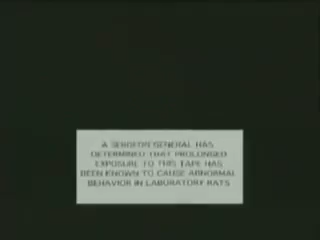 A SURGEON GENERAL HAS
DETERMINED THAT PROLONGED
EXPOSURE TO THIS TAPE HAS
BEEN KNOWN TO CAUSE ABNORMAL
BEHAVIOR IN LABORATORY RATS